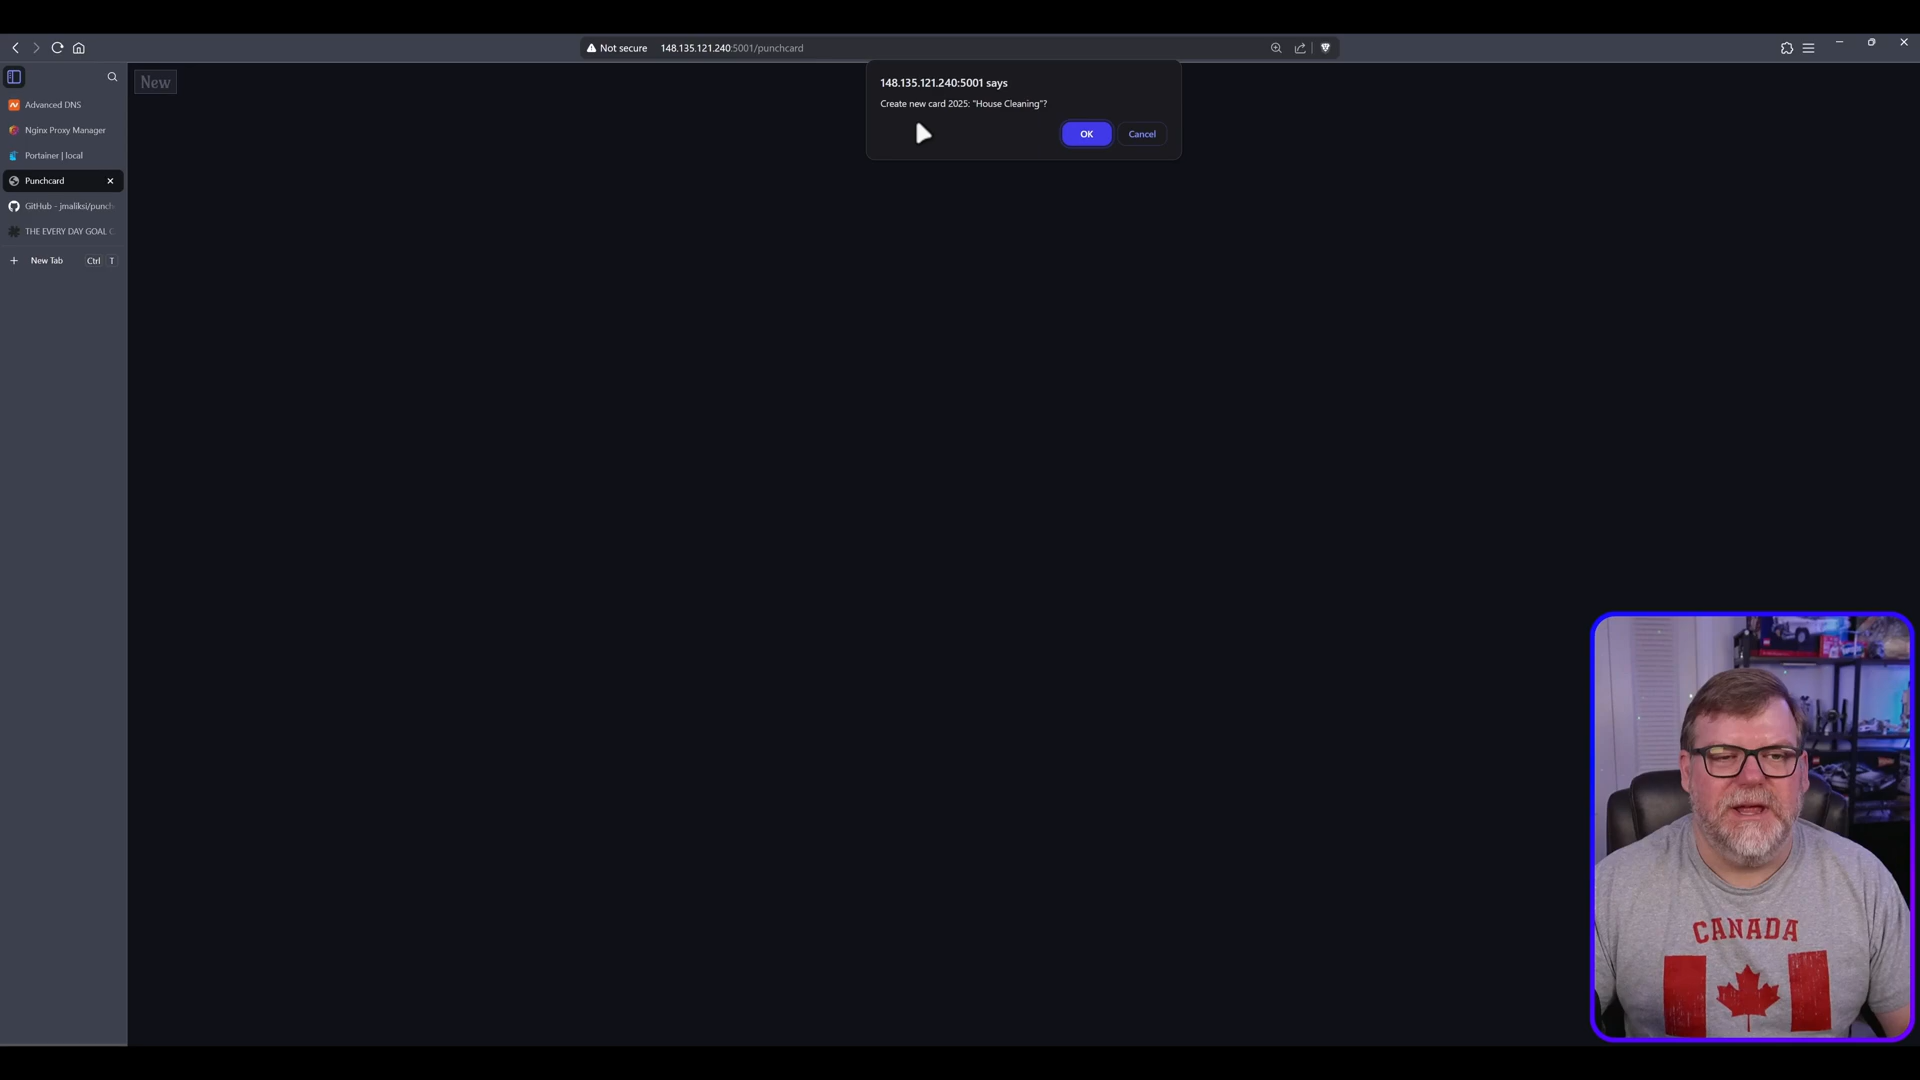 Not secure 148.135.121.240:5001/punchcard
New
148.135.121.240:5001 says
Create new card 2025: "House Cleaning"?
OK
Cancel
Advanced DNS
Nginx Proxy Manager
Portainer | local
Punchcard
GitHub - jmaliksi/punch
THE EVERY DAY GOAL C
New Tab Ctrl T
CANADA